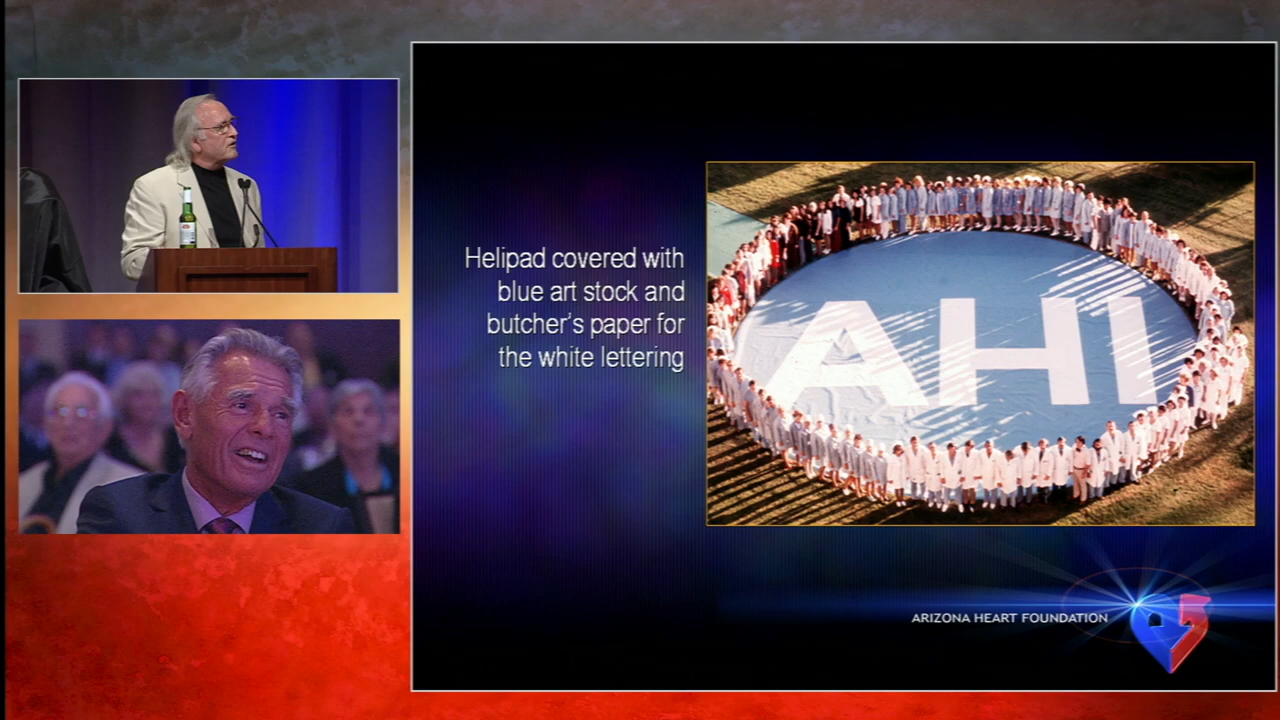 Helipad covered with
blue art stock and
butcher's paper for
the white lettering
AHI
ARIZONA HEART FOUNDATION